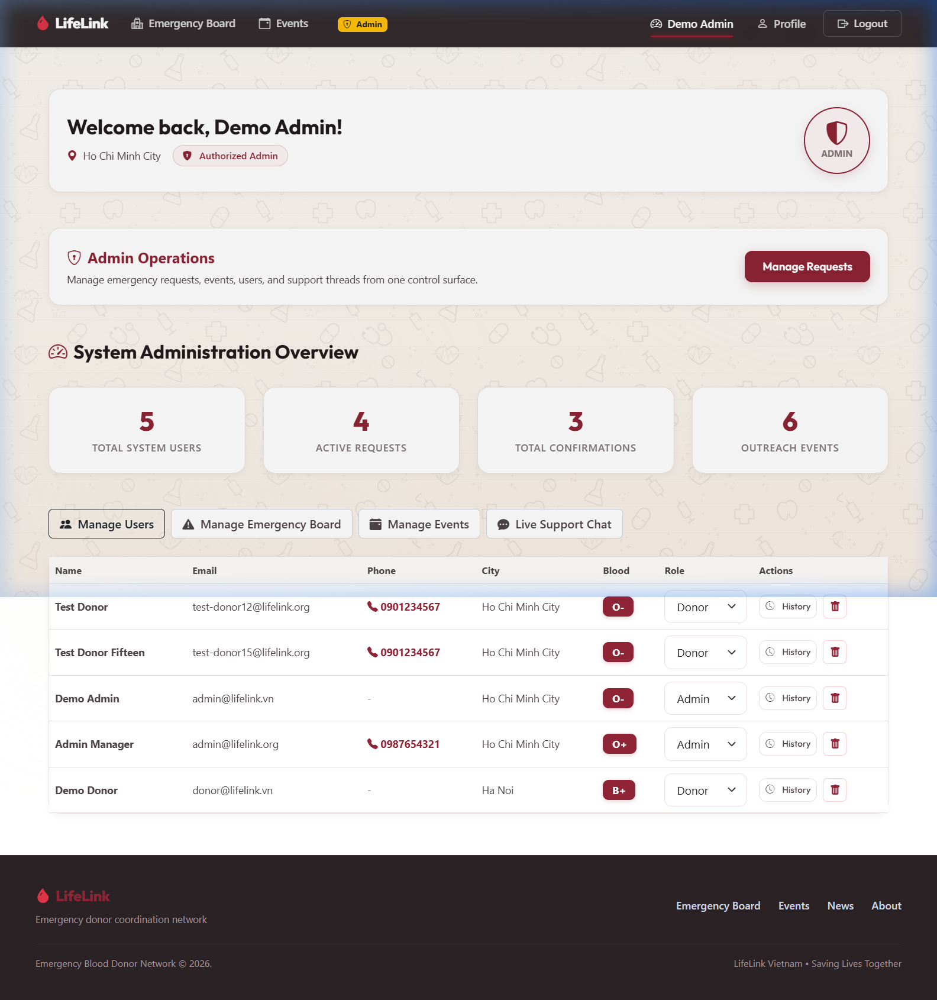 LifeLink Emergency Board Events Admin Demo Admin Profile Logout
Welcome back, Demo Admin!
Ho Chi Minh City Authorized Admin
ADMIN
Admin Operations
Manage emergency requests, events, users, and support threads from one control surface.
Manage Requests
System Administration Overview
5 4 3 6
TOTAL SYSTEM USERS ACTIVE REQUESTS TOTAL CONFIRMATIONS OUTREACH EVENTS
Manage Users Manage Emergency Board Manage Events Live Support Chat
Name Email Phone City Blood Role Actions
Test Donor test-donor12@lifelink.org 0901234567 Ho Chi Minh City O- Donor History
Test Donor Fifteen test-donor15@lifelink.org 0901234567 Ho Chi Minh City O- Donor History
Demo Admin admin@lifelink.vn - Ho Chi Minh City O- Admin History
Admin Manager admin@lifelink.org 0987654321 Ho Chi Minh City O+ Admin History
Demo Donor donor@lifelink.vn - Ha Noi B+ Donor History
LifeLink
Emergency donor coordination network
Emergency Board Events News About
Emergency Blood Donor Network © 2026.
LifeLink Vietnam • Saving Lives Together